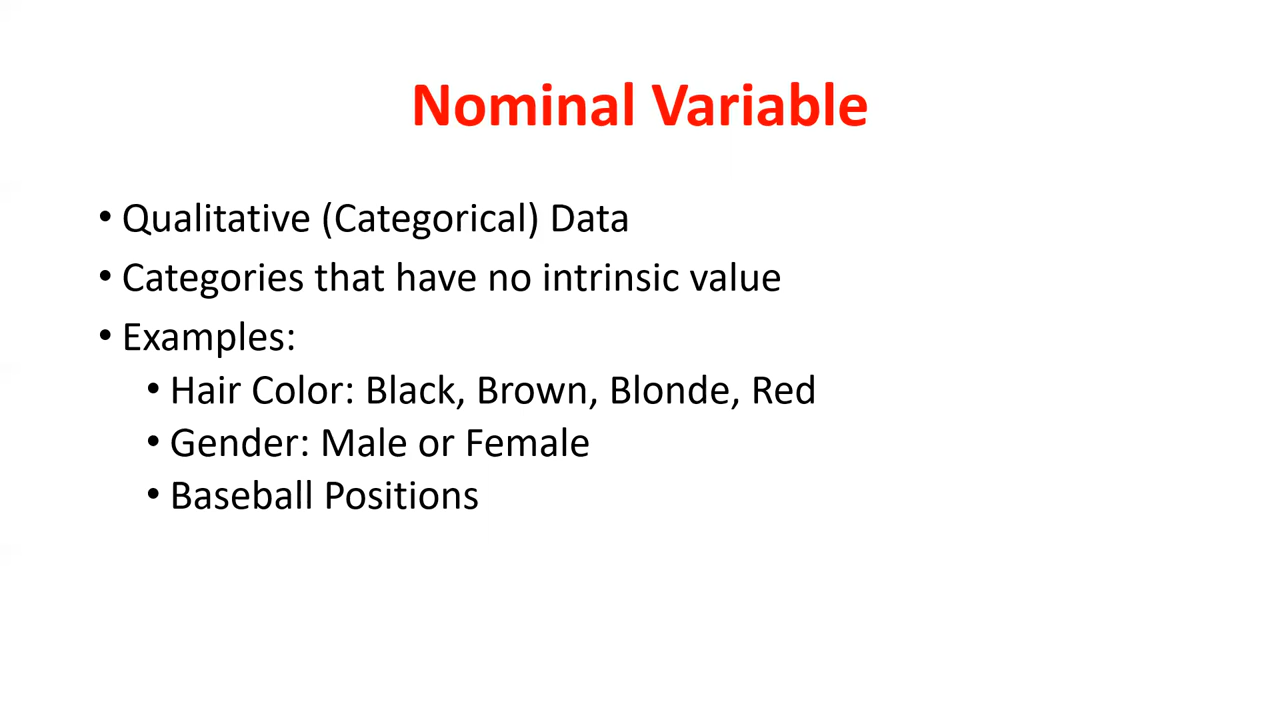 Nominal Variable
• Qualitative (Categorical) Data
• Categories that have no intrinsic value
• Examples:
• Hair Color: Black, Brown, Blonde, Red
• Gender: Male or Female
• Baseball Positions